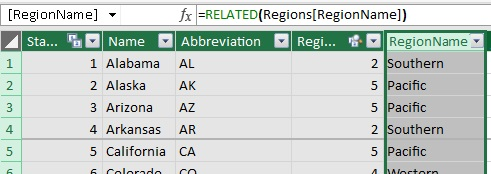 [RegionName] fx =RELATED(Regions[RegionName])
Sta... Name Abbreviation Regi... RegionName
1 1 Alabama AL 2 Southern
2 2 Alaska AK 5 Pacific
3 3 Arizona AZ 5 Pacific
4 4 Arkansas AR 2 Southern
5 5 California CA 5 Pacific
6 6 Colorado CO 4 Western